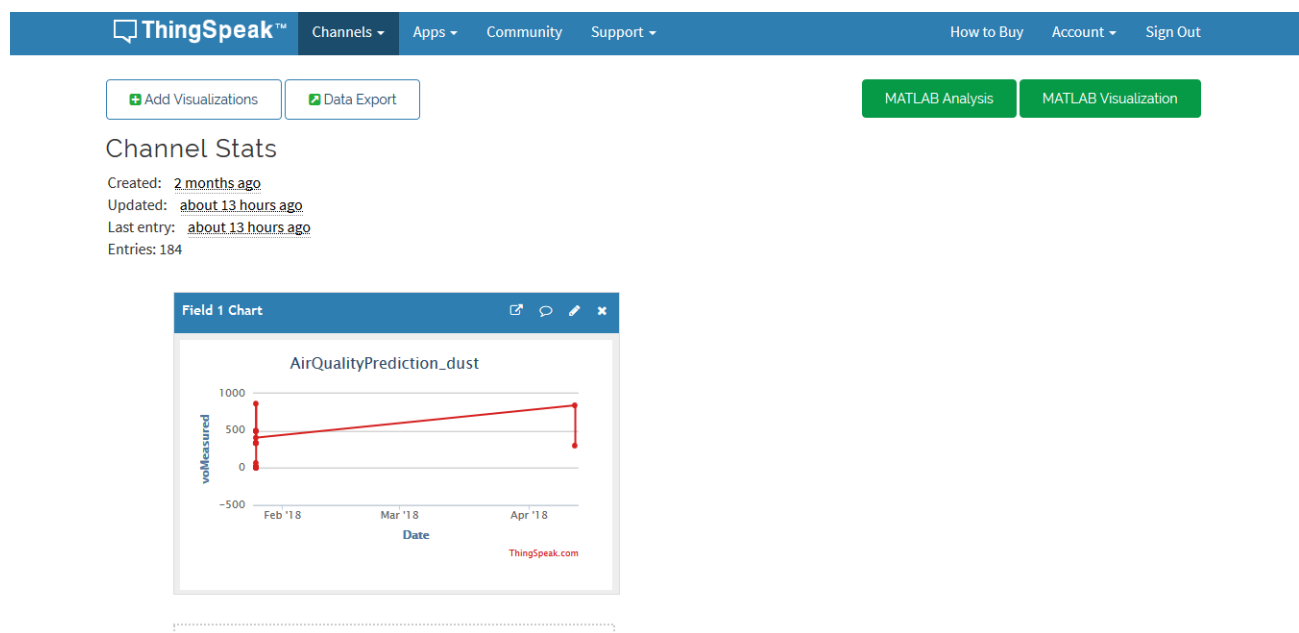 ThingSpeak™ Channels Apps Community Support How to Buy Account Sign Out
Add Visualizations Data Export MATLAB Analysis MATLAB Visualization
Channel Stats
Created: 2 months ago
Updated: about 13 hours ago
Last entry: about 13 hours ago
Entries: 184
Field 1 Chart
AirQualityPrediction_dust
voMeasured
1000
500
0
-500
Feb '18 Mar '18 Apr '18
Date
ThingSpeak.com